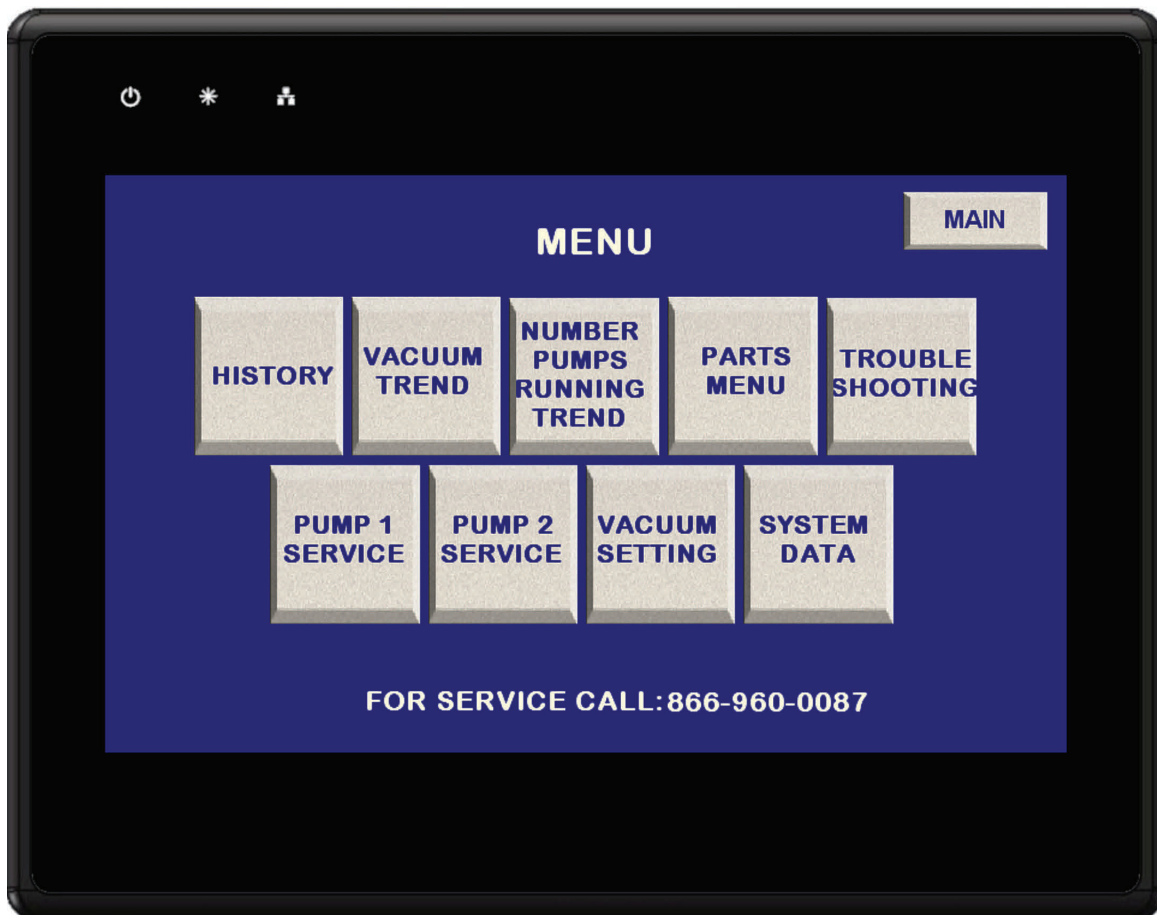 MENU
MAIN
HISTORY
VACUUM
TREND
NUMBER
PUMPS
RUNNING
TREND
PARTS
MENU
TROUBLE
SHOOTING
PUMP 1
SERVICE
PUMP 2
SERVICE
VACUUM
SETTING
SYSTEM
DATA
FOR SERVICE CALL:866-960-0087